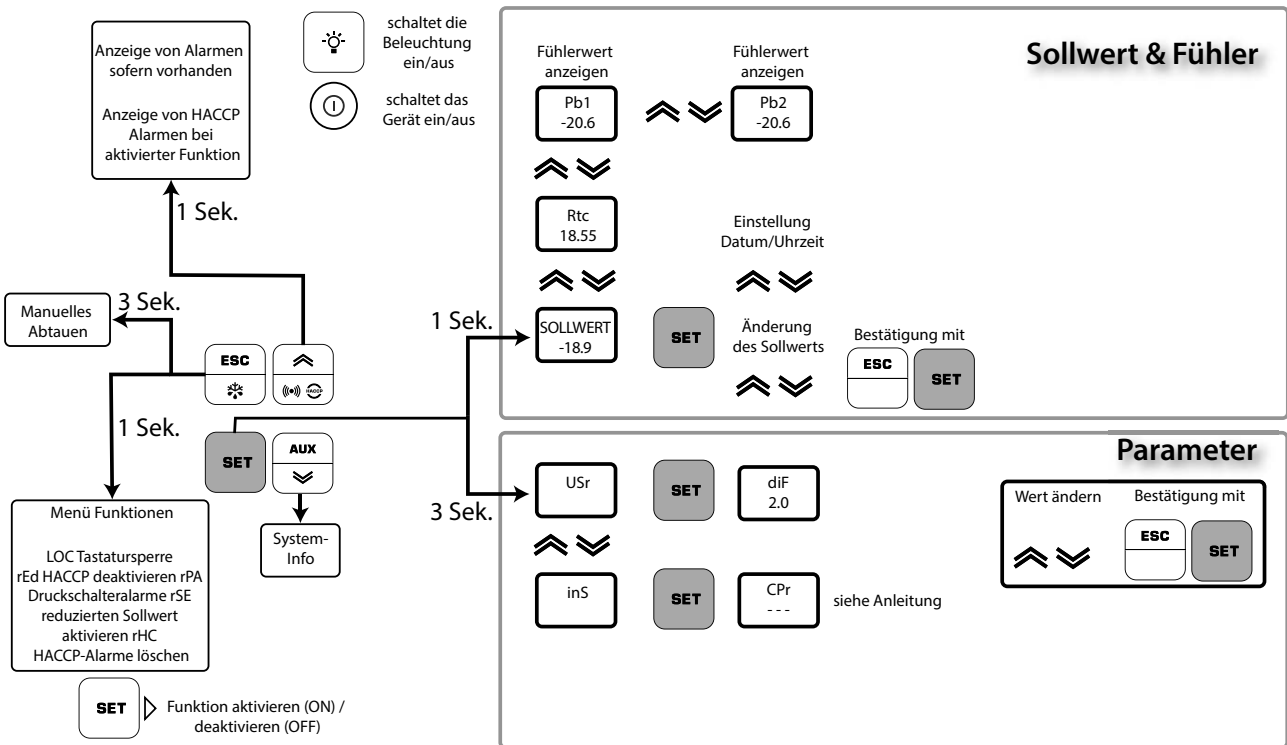 Anzeige von Alarmen
sofern vorhanden
Anzeige von HACCP
Alarmen bei
aktivierter Funktion
schaltet die
Beleuchtung
ein/aus
schaltet das
Gerät ein/aus
1 Sek.
Manuelles
Abtauen
3 Sek.
ESC
HACCP
1 Sek.
SET
AUX
System-
Info
Menü Funktionen
LOC Tastatursperre
rEd HACCP deaktivieren rPA
Druckschalteralarme rSE
reduzierten Sollwert
aktivieren rHC
HACCP-Alarme löschen
SET
Funktion aktivieren (ON) /
deaktivieren (OFF)
Sollwert & Fühler
Fühlerwert
anzeigen
Pb1
-20.6
Fühlerwert
anzeigen
Pb2
-20.6
Rtc
18.55
Einstellung
Datum/Uhrzeit
1 Sek.
SOLLWERT
-18.9
SET
Änderung
des Sollwerts
Bestätigung mit
ESC
SET
Parameter
3 Sek.
USr
SET
diF
2.0
inS
SET
CPr
- - -
siehe Anleitung
Wert ändern
Bestätigung mit
ESC
SET